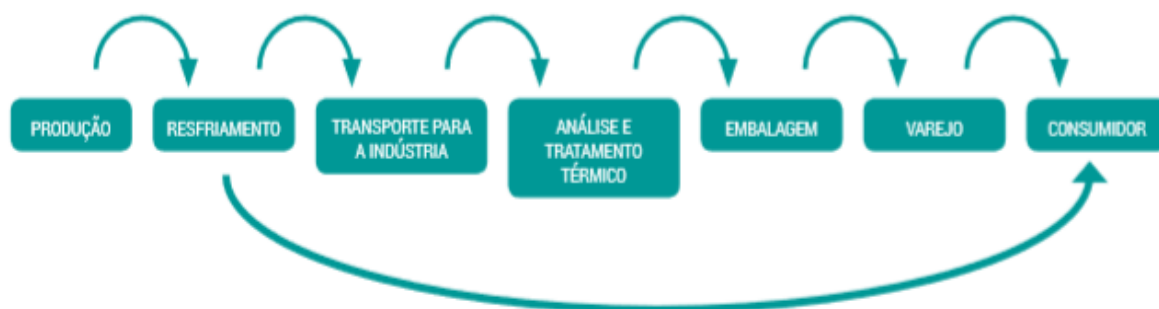 PRODUÇÃO
RESFRIAMENTO
TRANSPORTE PARA
A INDÚSTRIA
ANÁLISE E
TRATAMENTO
TÉRMICO
EMBALAGEM
VAREJO
CONSUMIDOR